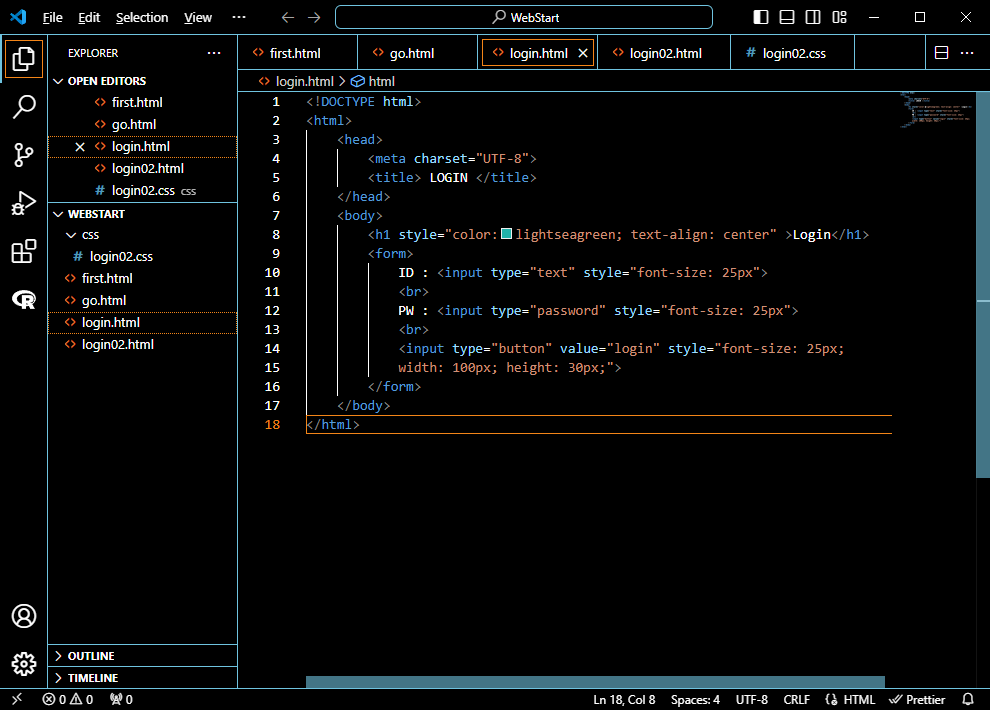 File Edit Selection View ··· WebStart
EXPLORER ···
OPEN EDITORS
first.html
go.html
login.html
login02.html
login02.css css
WEBSTART
css
login02.css
first.html
go.html
login.html
login02.html
OUTLINE
TIMELINE
first.html go.html login.html login02.html login02.css ···
login.html > html
1 <!DOCTYPE html>
2 <html>
3 <head>
4 <meta charset="UTF-8">
5 <title> LOGIN </title>
6 </head>
7 <body>
8 <h1 style="color: lightseagreen; text-align: center" >Login</h1>
9 <form>
10 ID : <input type="text" style="font-size: 25px">
11 <br>
12 PW : <input type="password" style="font-size: 25px">
13 <br>
14 <input type="button" value="login" style="font-size: 25px;
15 width: 100px; height: 30px;">
16 </form>
17 </body>
18 </html>
0 0 0 Ln 18, Col 8 Spaces: 4 UTF-8 CRLF HTML Prettier